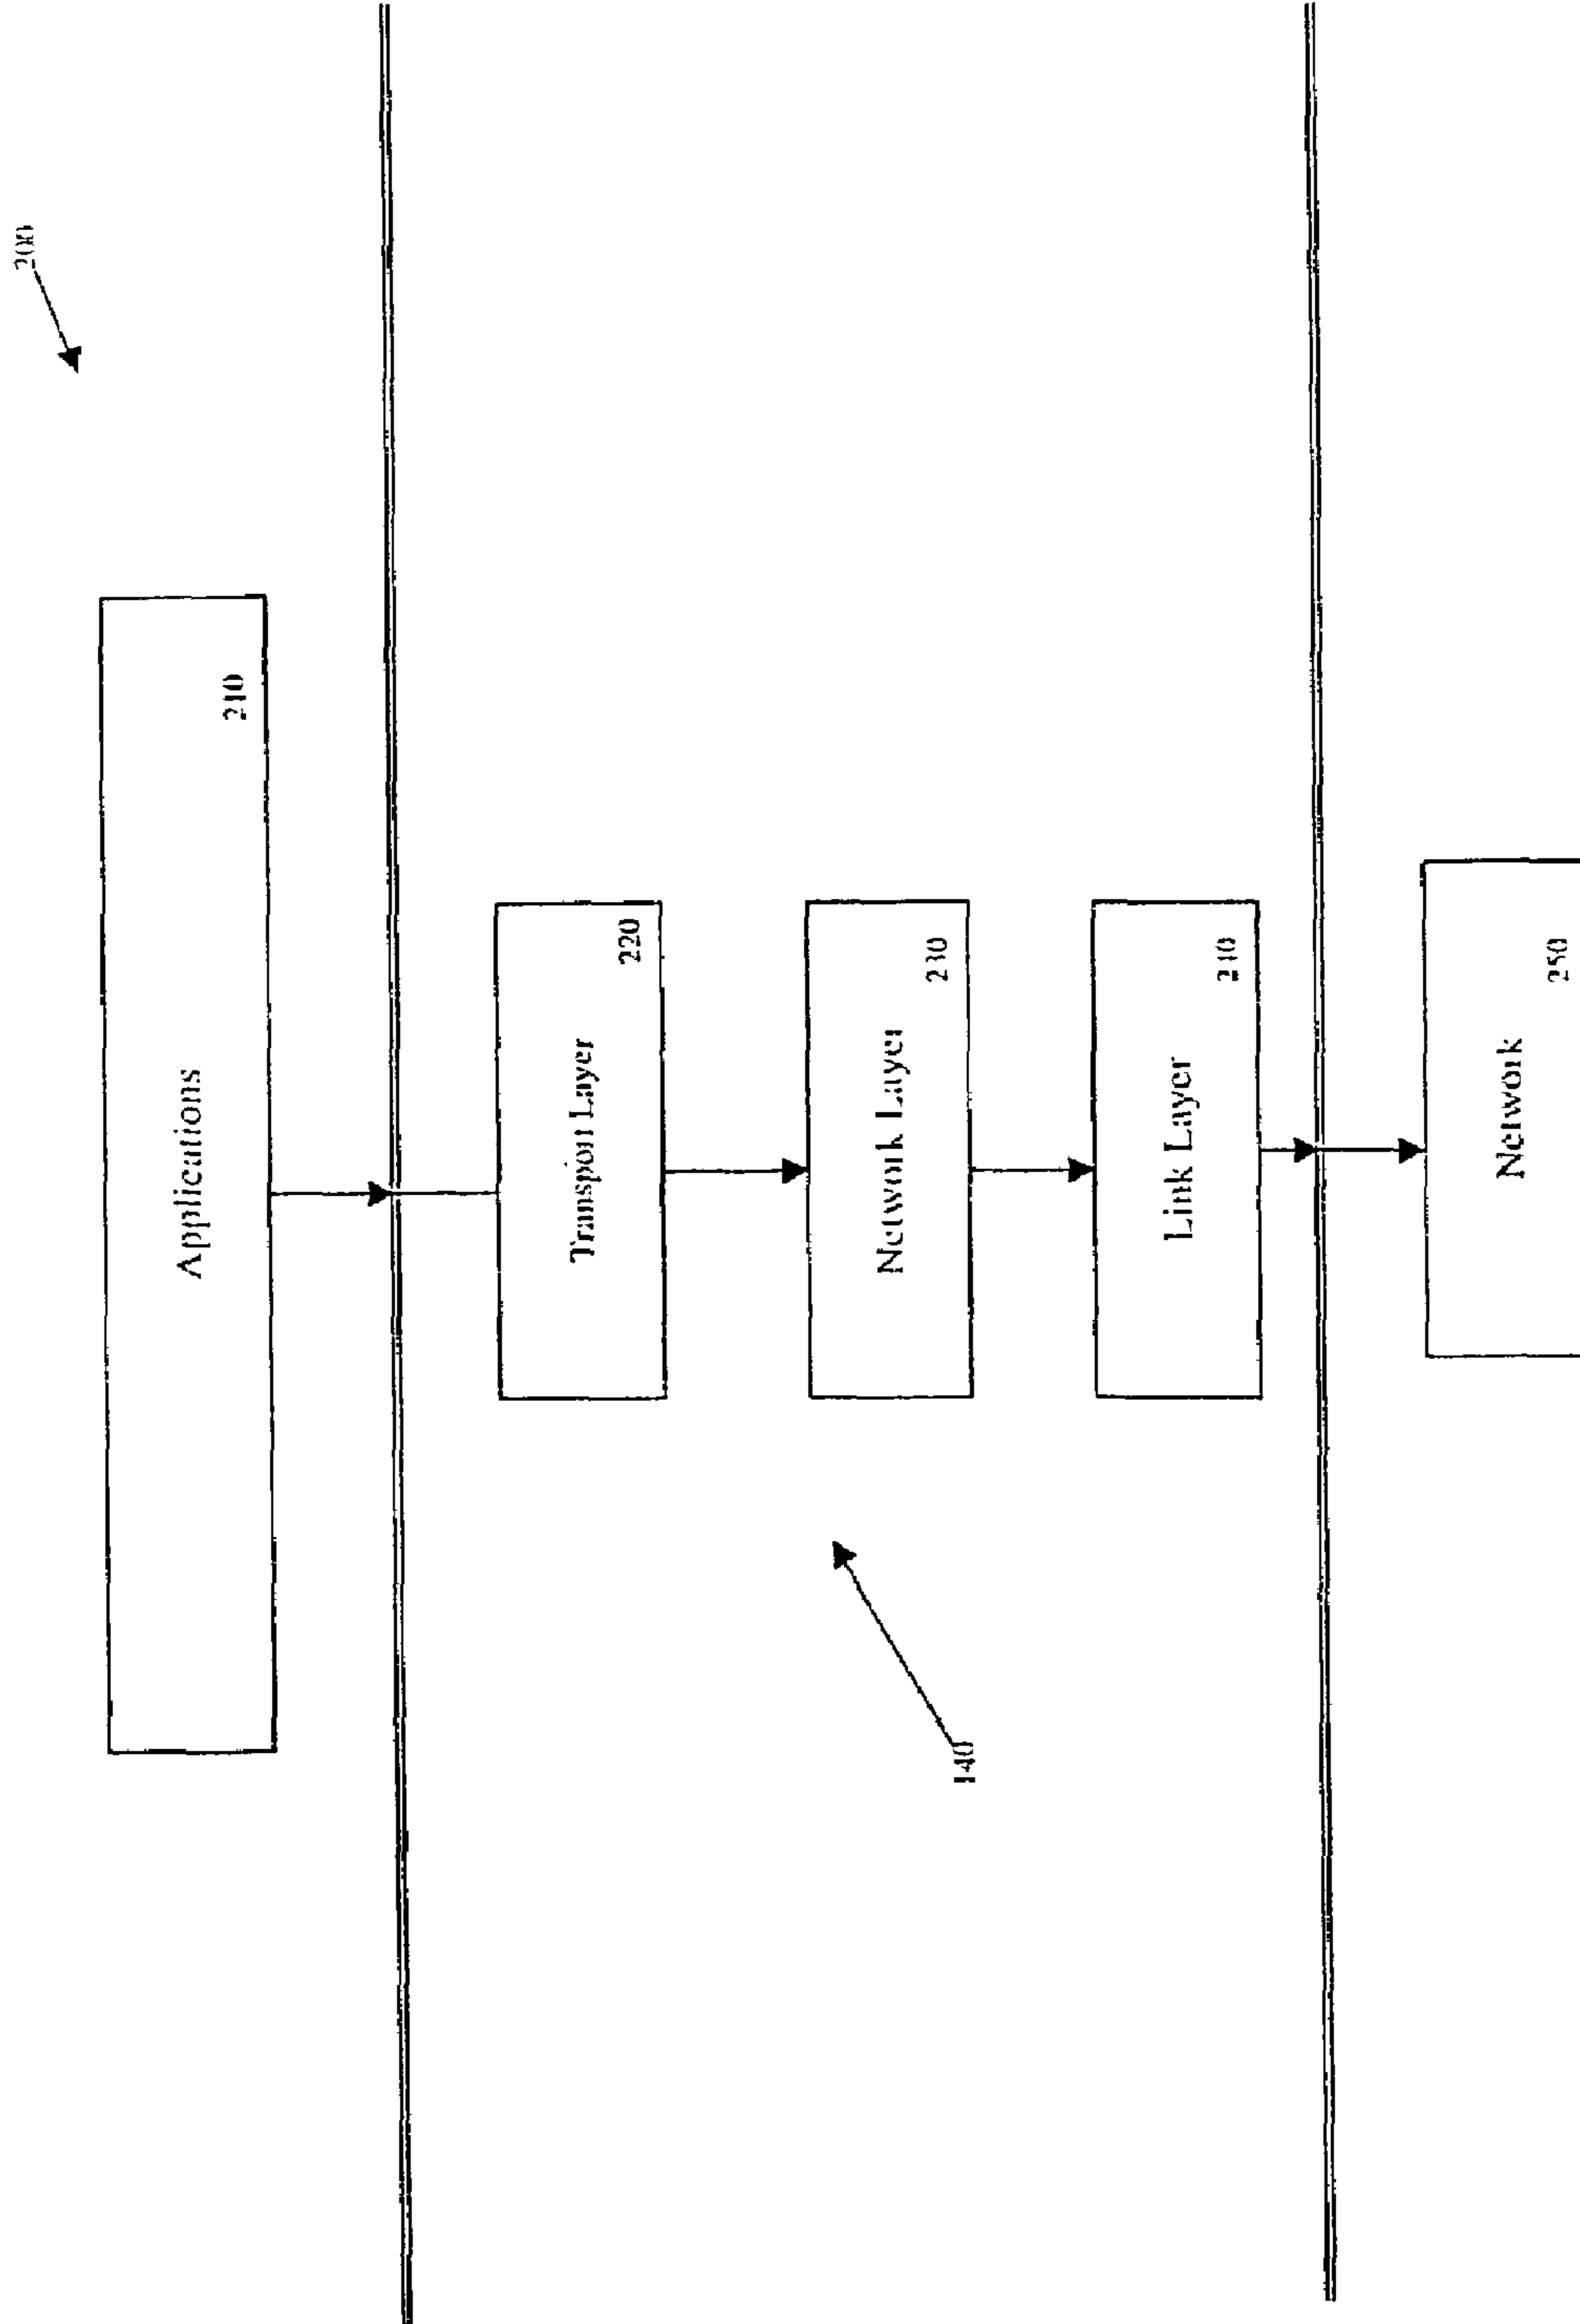 200
Applications
210
Transport Layer
220
Network Layer
230
Link Layer
240
Network
250
140